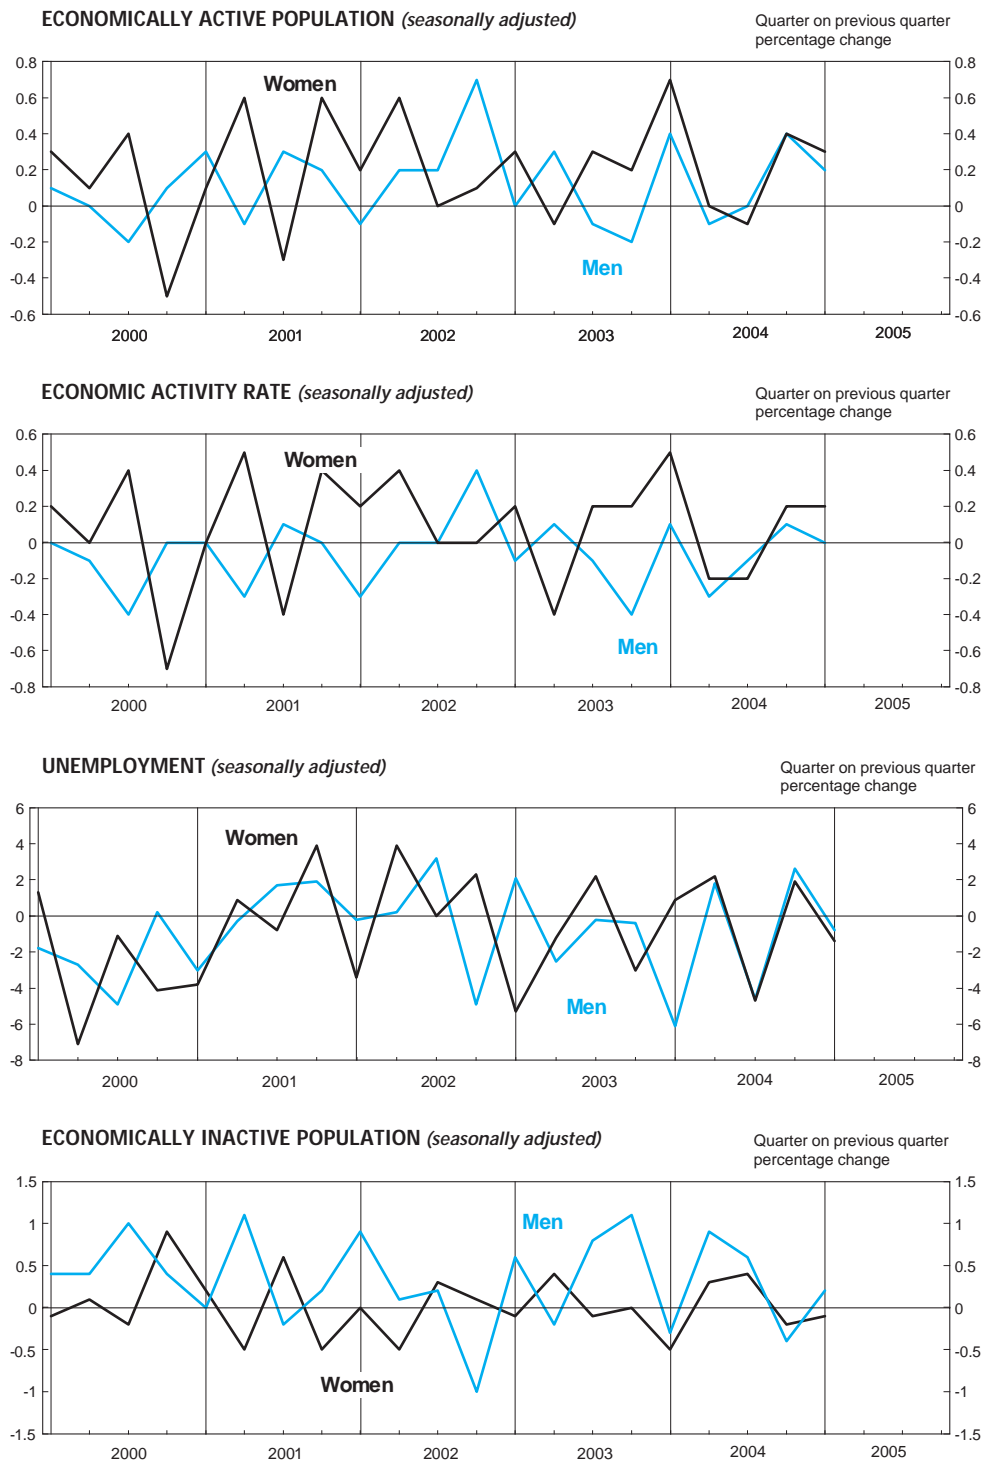 ECONOMICALLY ACTIVE POPULATION (seasonally adjusted)
Quarter on previous quarter
percentage change
0.8 0.8
0.6 Women 0.6
0.4 0.4
0.2 0.2
0 0
-0.2 -0.2
Men
-0.4 -0.4
-0.6 -0.6
2000 2001 2002 2003 2004 2005
ECONOMIC ACTIVITY RATE (seasonally adjusted)
Quarter on previous quarter
percentage change
0.6 0.6
Women
0.4 0.4
0.2 0.2
0 0
-0.2 -0.2
-0.4 -0.4
-0.6 Men -0.6
-0.8 -0.8
2000 2001 2002 2003 2004 2005
UNEMPLOYMENT (seasonally adjusted)
Quarter on previous quarter
percentage change
6 6
Women
4 4
2 2
0 0
-2 -2
-4 -4
Men
-6 -6
-8 -8
2000 2001 2002 2003 2004 2005
ECONOMICALLY INACTIVE POPULATION (seasonally adjusted)
Quarter on previous quarter
percentage change
1.5 1.5
1 Men 1
0.5 0.5
0 0
-0.5 -0.5
Women
-1 -1
-1.5 -1.5
2000 2001 2002 2003 2004 2005